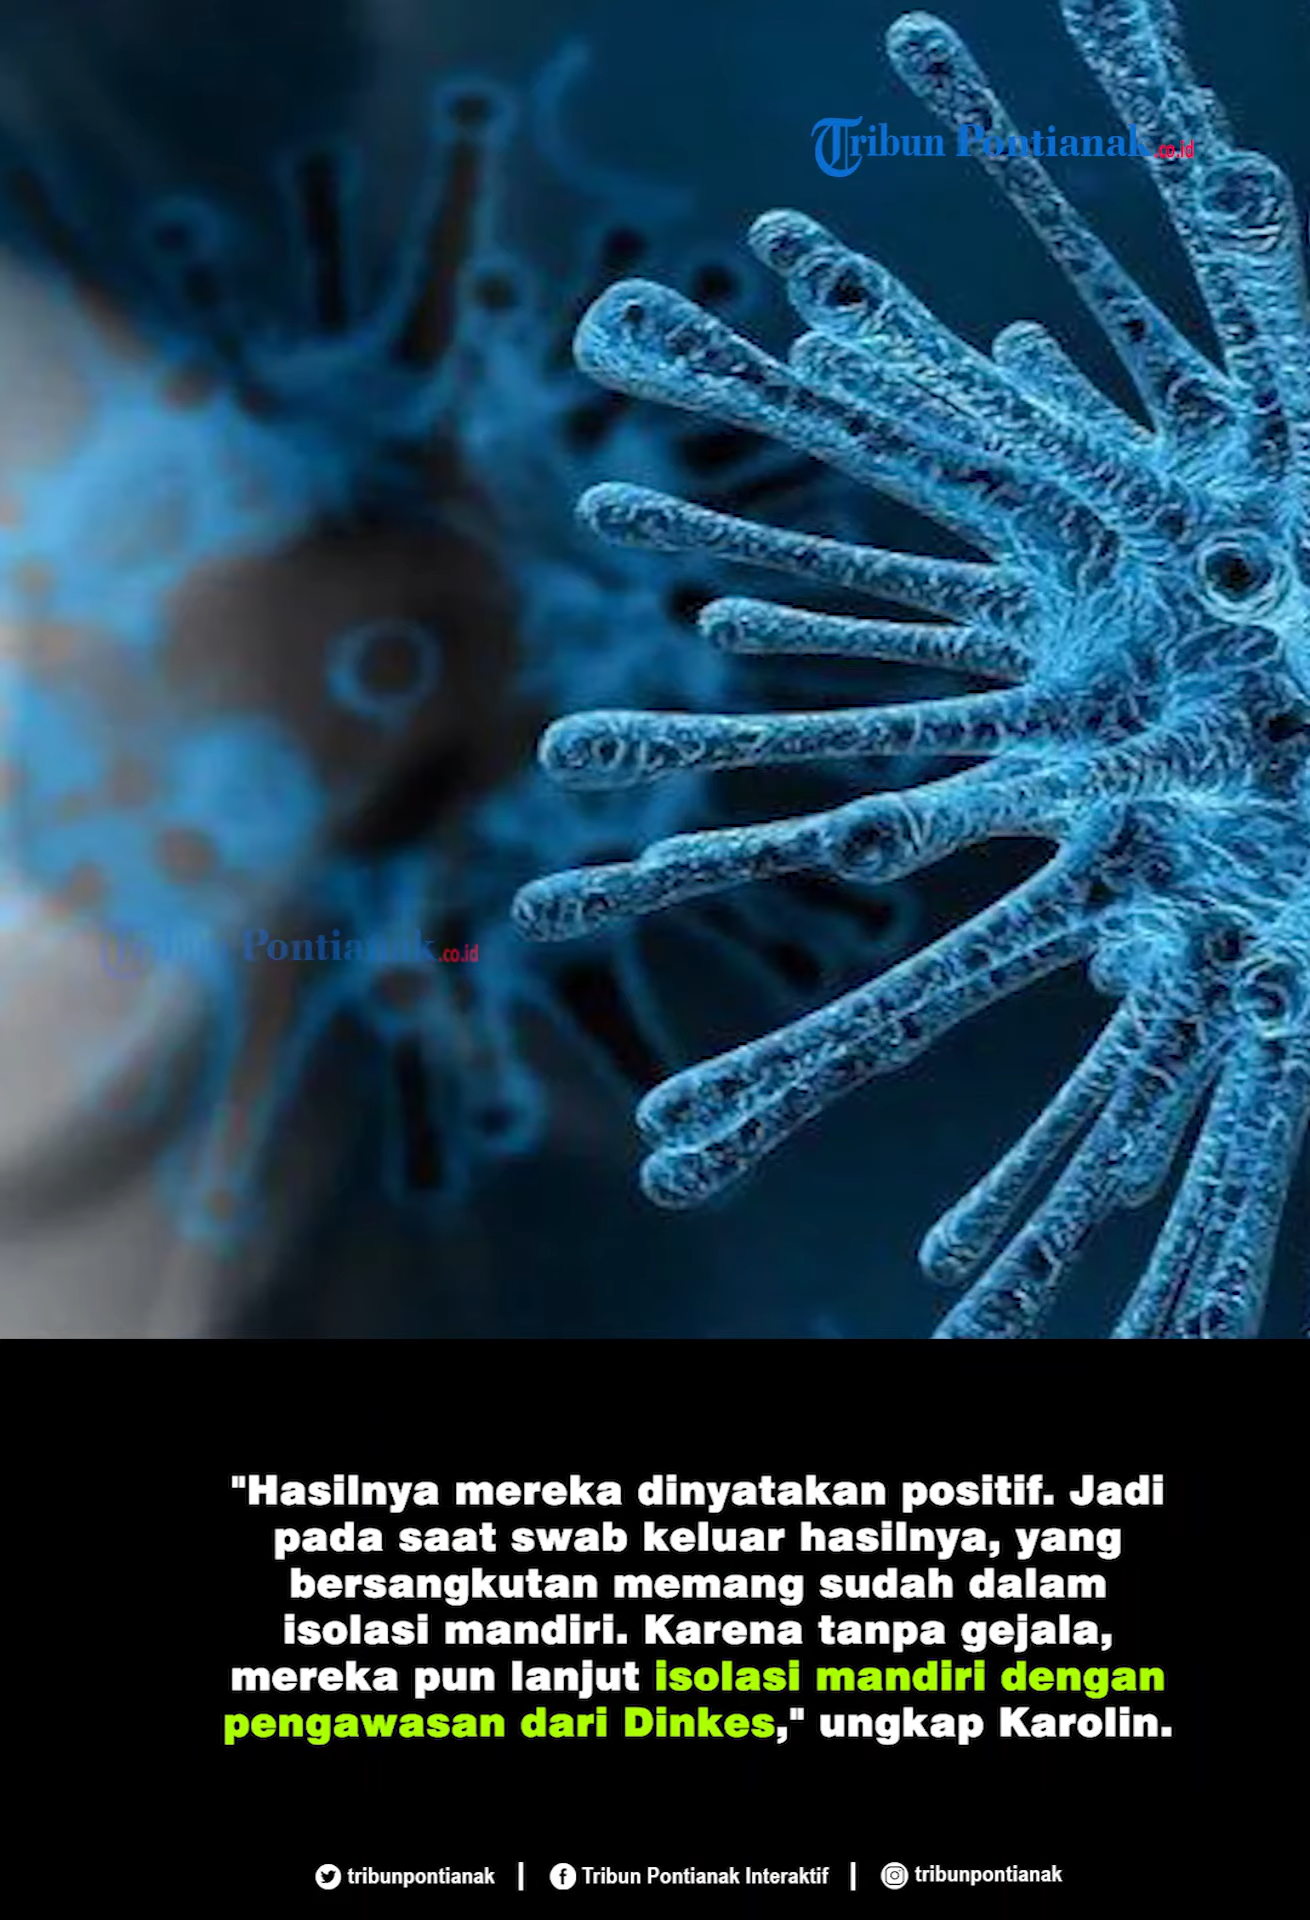 Tribun Pontianak.co.id
Tribun Pontianak.co.id
"Hasilnya mereka dinyatakan positif. Jadi
pada saat swab keluar hasilnya, yang
bersangkutan memang sudah dalam
isolasi mandiri. Karena tanpa gejala,
mereka pun lanjut isolasi mandiri dengan
pengawasan dari Dinkes," ungkap Karolin.
tribunpontianak | Tribun Pontianak Interaktif | tribunpontianak